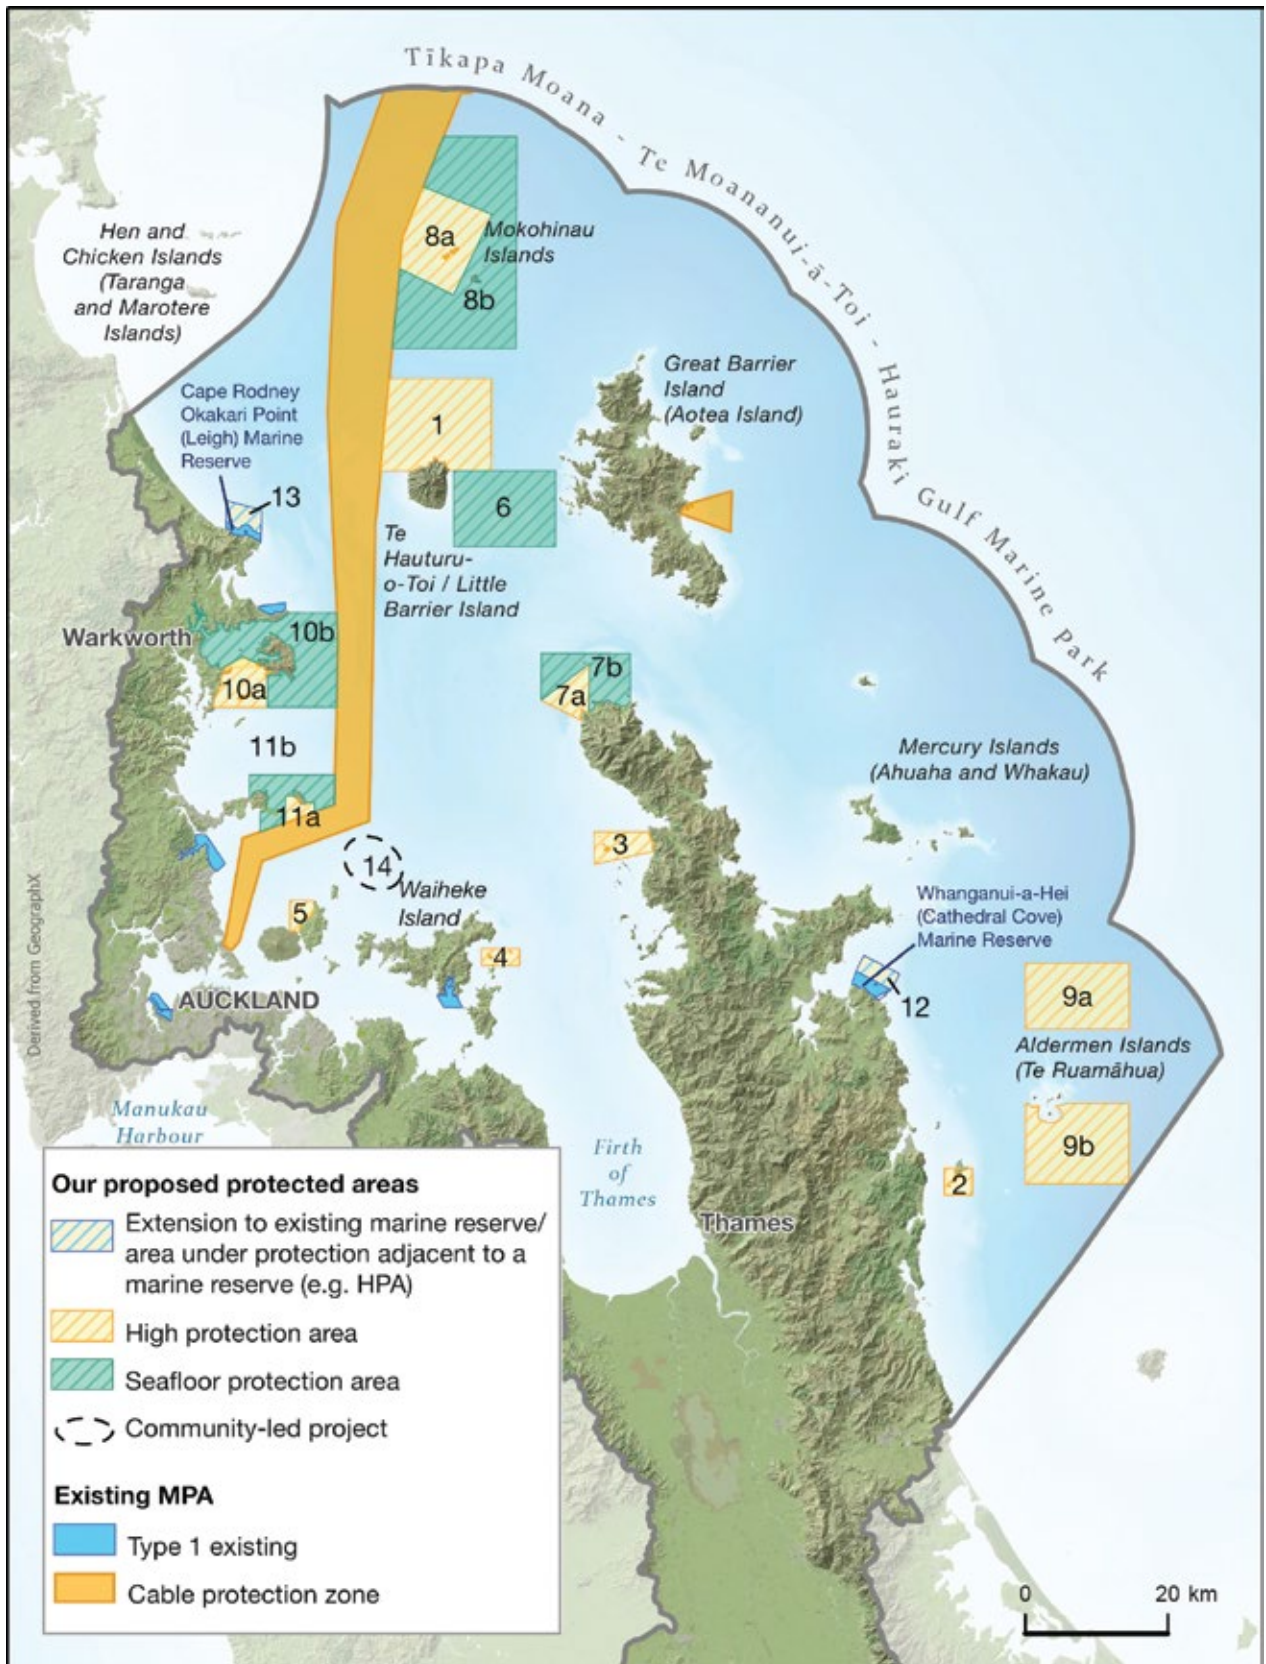 Tīkapa Moana - Te Moananui-ā-Toi - Hauraki Gulf Marine Park
Hen and
Chicken Islands
(Taranga
and Marotere
Islands)
8a
Mokohinau
Islands
8b
Great Barrier
Island
(Aotea Island)
Cape Rodney
Okakari Point
(Leigh) Marine
Reserve
1
13
6
Te
Hauturu-
o-Toi / Little
Barrier Island
Warkworth
10b
10a
7b
7a
11b
Mercury Islands
(Ahuaha and Whakau)
11a
3
14
Waiheke
Island
5
4
Whanganui-a-Hei
(Cathedral Cove)
Marine Reserve
12
9a
AUCKLAND
Aldermen Islands
(Te Ruamāhua)
Derived from GeographX
Manukau
Harbour
Firth
of
Thames
9b
2
Thames
Our proposed protected areas
Extension to existing marine reserve/
area under protection adjacent to a
marine reserve (e.g. HPA)
High protection area
Seafloor protection area
Community-led project
Existing MPA
Type 1 existing
Cable protection zone
0 20 km